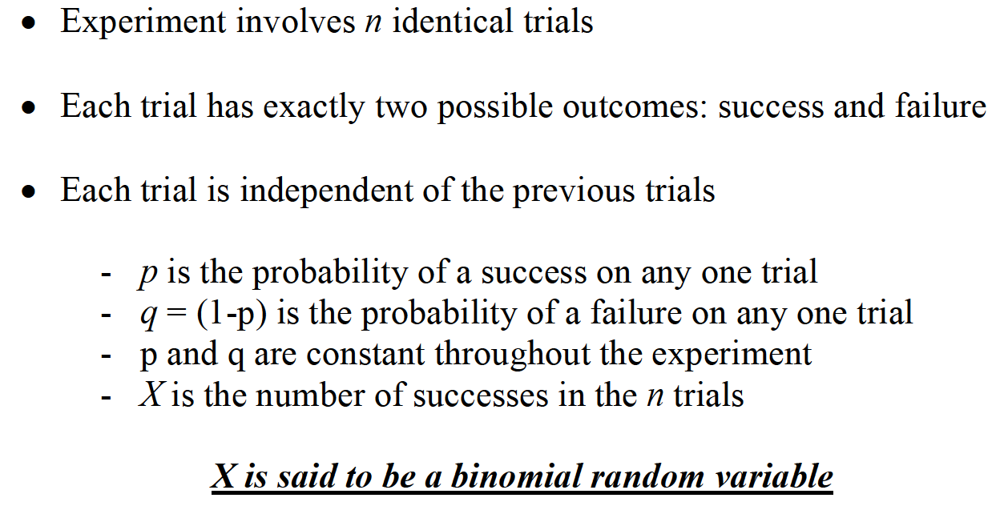 • Experiment involves n identical trials
• Each trial has exactly two possible outcomes: success and failure
• Each trial is independent of the previous trials
- p is the probability of a success on any one trial
- q = (1-p) is the probability of a failure on any one trial
- p and q are constant throughout the experiment
- X is the number of successes in the n trials
X is said to be a binomial random variable